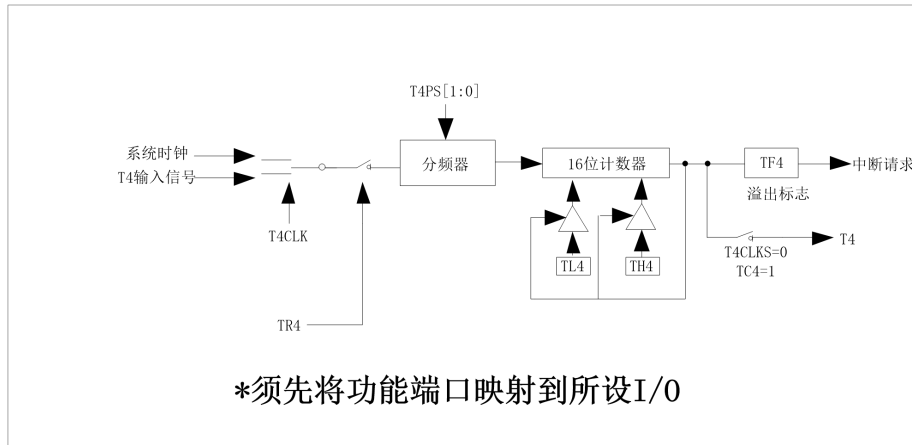 T4PS[1:0]
系统时钟
T4输入信号
分频器
16位计数器
TF4
中断请求
溢出标志
T4CLK
TL4
TH4
T4CLKS=0
TC4=1
T4
TR4
*须先将功能端口映射到所设I/O